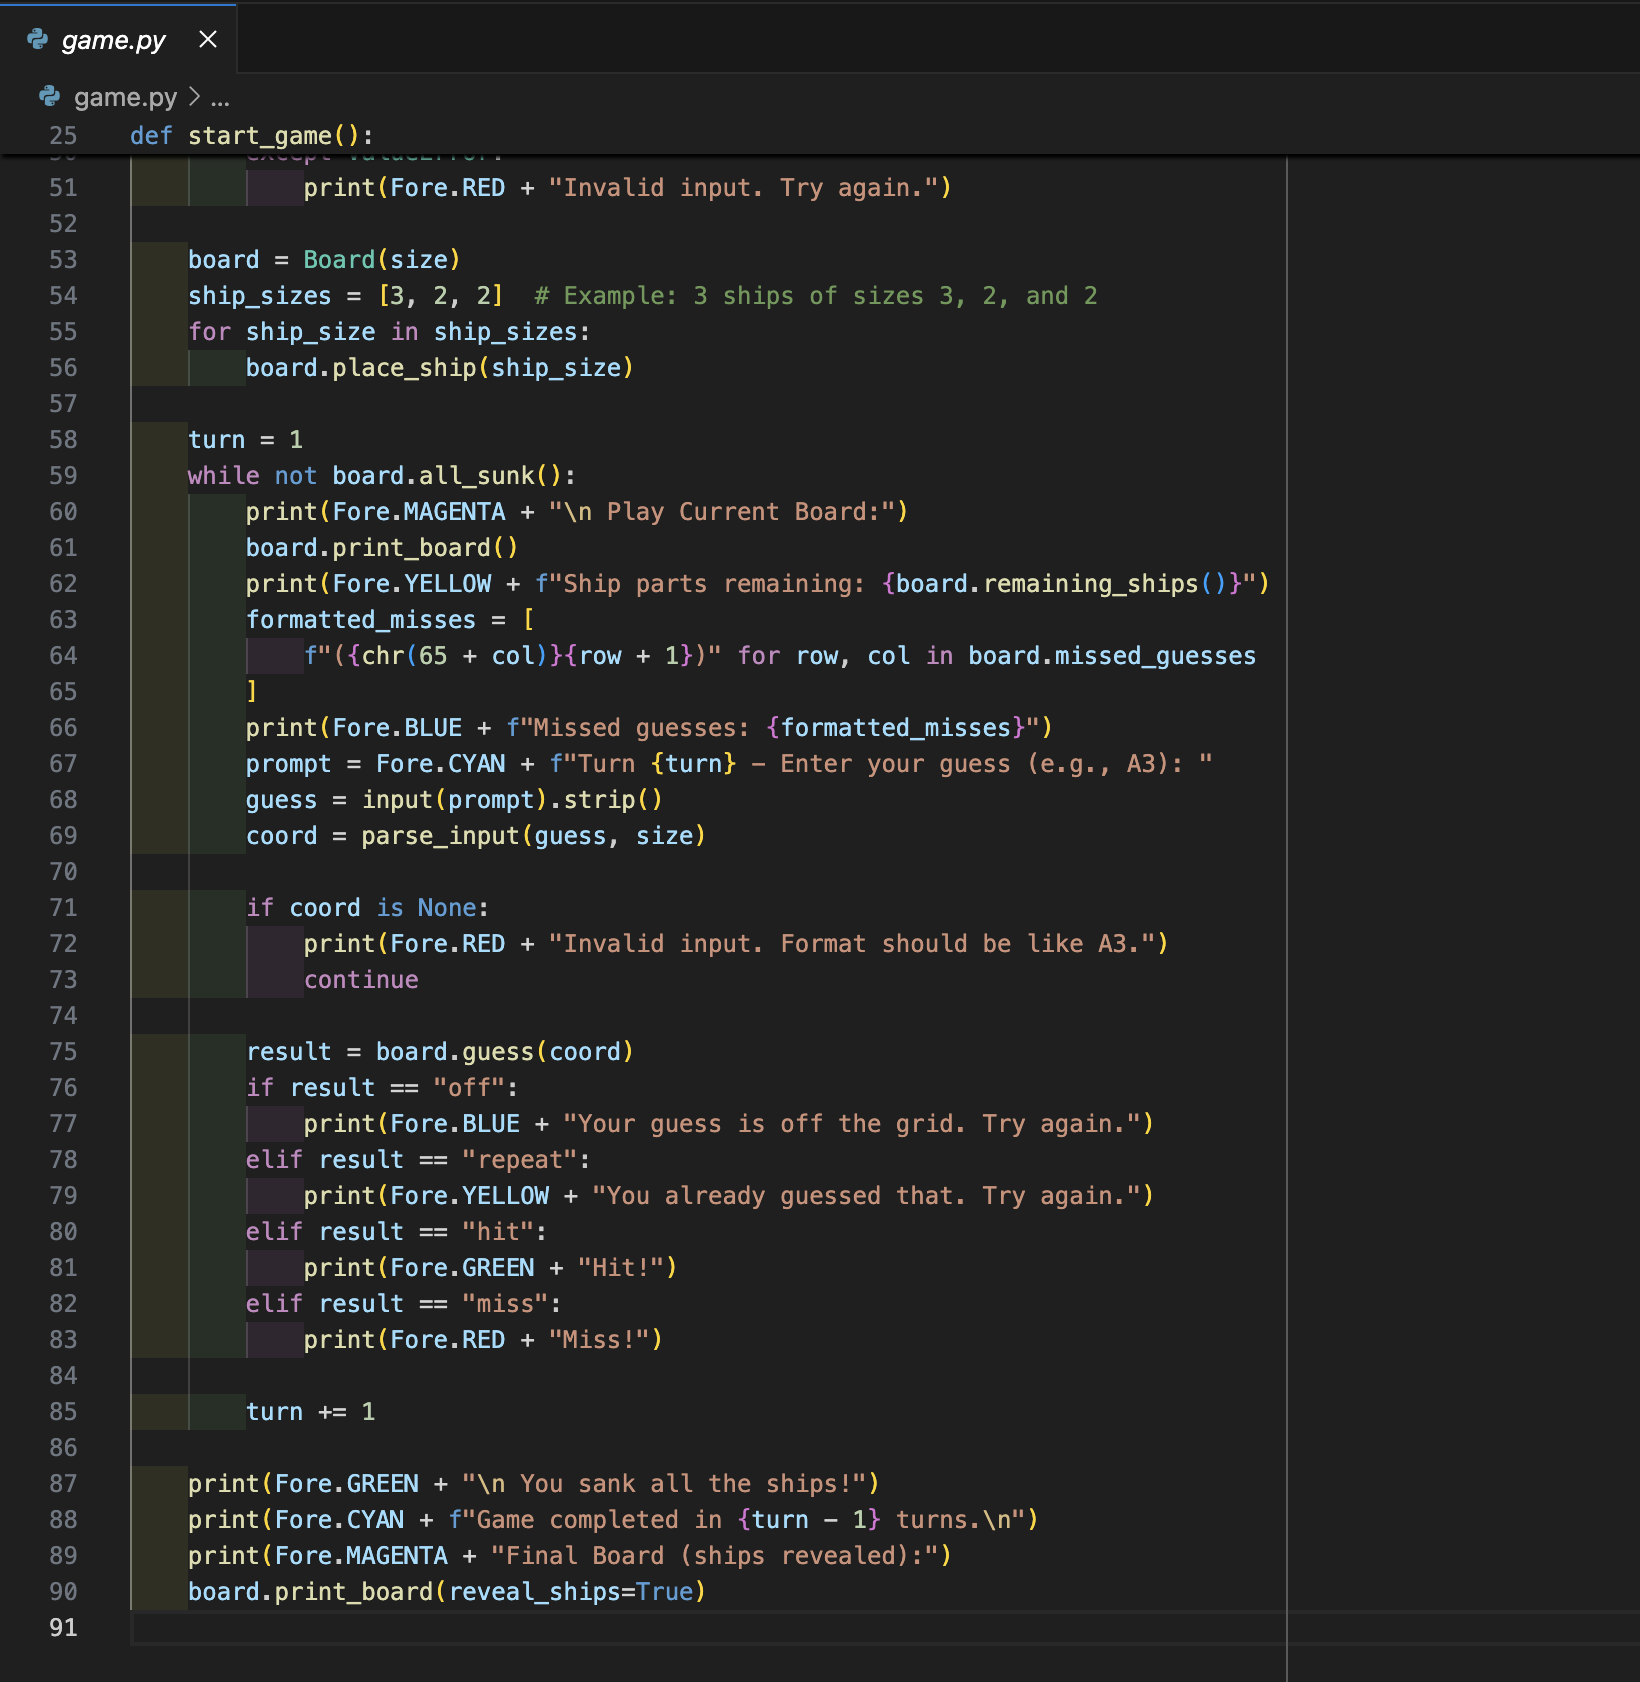 game.py
game.py > ...
25 def start_game():
50 except ValueError:
51 print(Fore.RED + "Invalid input. Try again.")
52
53 board = Board(size)
54 ship_sizes = [3, 2, 2]  # Example: 3 ships of sizes 3, 2, and 2
55 for ship_size in ship_sizes:
56 board.place_ship(ship_size)
57
58 turn = 1
59 while not board.all_sunk():
60 print(Fore.MAGENTA + "\n Play Current Board:")
61 board.print_board()
62 print(Fore.YELLOW + f"Ship parts remaining: {board.remaining_ships()}")
63 formatted_misses = [
64 f"({chr(65 + col)}{row + 1})" for row, col in board.missed_guesses
65 ]
66 print(Fore.BLUE + f"Missed guesses: {formatted_misses}")
67 prompt = Fore.CYAN + f"Turn {turn} - Enter your guess (e.g., A3): "
68 guess = input(prompt).strip()
69 coord = parse_input(guess, size)
70
71 if coord is None:
72 print(Fore.RED + "Invalid input. Format should be like A3.")
73 continue
74
75 result = board.guess(coord)
76 if result == "off":
77 print(Fore.BLUE + "Your guess is off the grid. Try again.")
78 elif result == "repeat":
79 print(Fore.YELLOW + "You already guessed that. Try again.")
80 elif result == "hit":
81 print(Fore.GREEN + "Hit!")
82 elif result == "miss":
83 print(Fore.RED + "Miss!")
84
85 turn += 1
86
87 print(Fore.GREEN + "\n You sank all the ships!")
88 print(Fore.CYAN + f"Game completed in {turn - 1} turns.\n")
89 print(Fore.MAGENTA + "Final Board (ships revealed):")
90 board.print_board(reveal_ships=True)
91